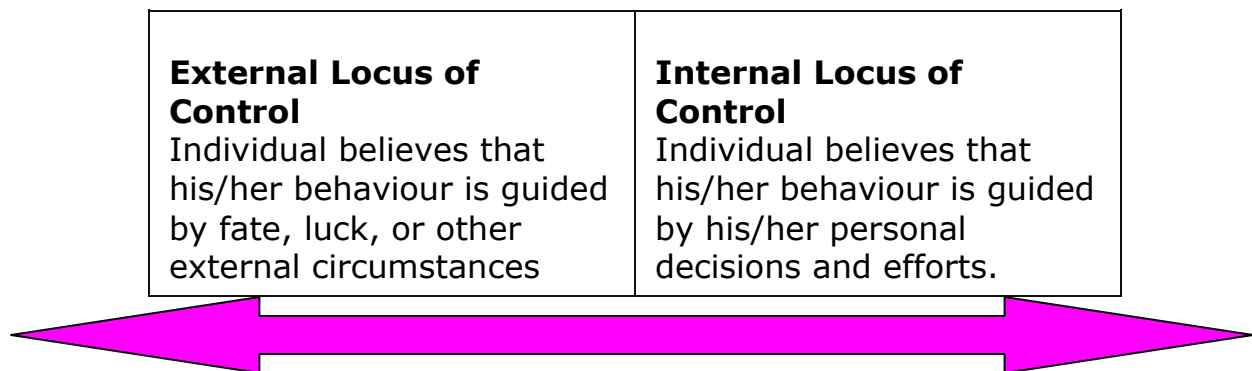 External Locus of
Control
Individual believes that
his/her behaviour is guided
by fate, luck, or other
external circumstances
Internal Locus of
Control
Individual believes that
his/her behaviour is guided
by his/her personal
decisions and efforts.